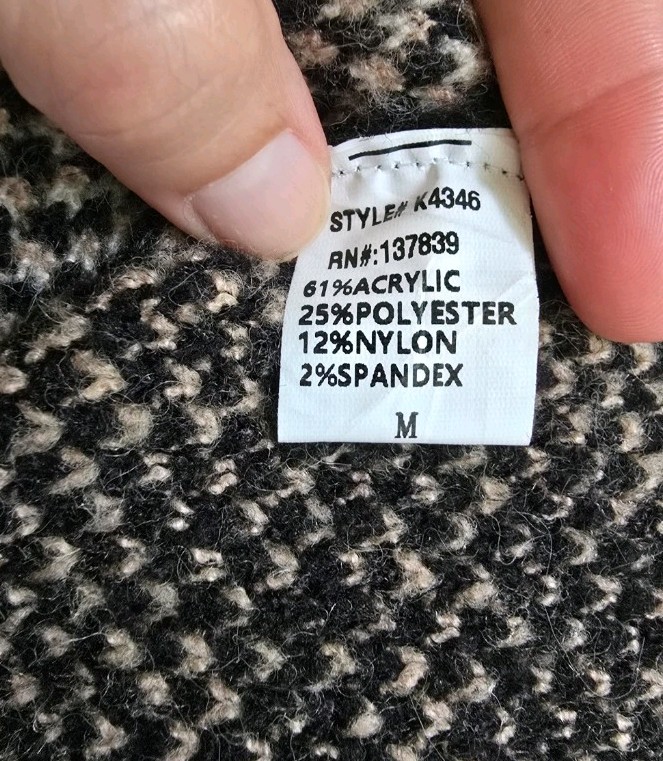 STYLE# K4346
RN#:137839
61%ACRYLIC
25%POLYESTER
12%NYLON
2%SPANDEX
M